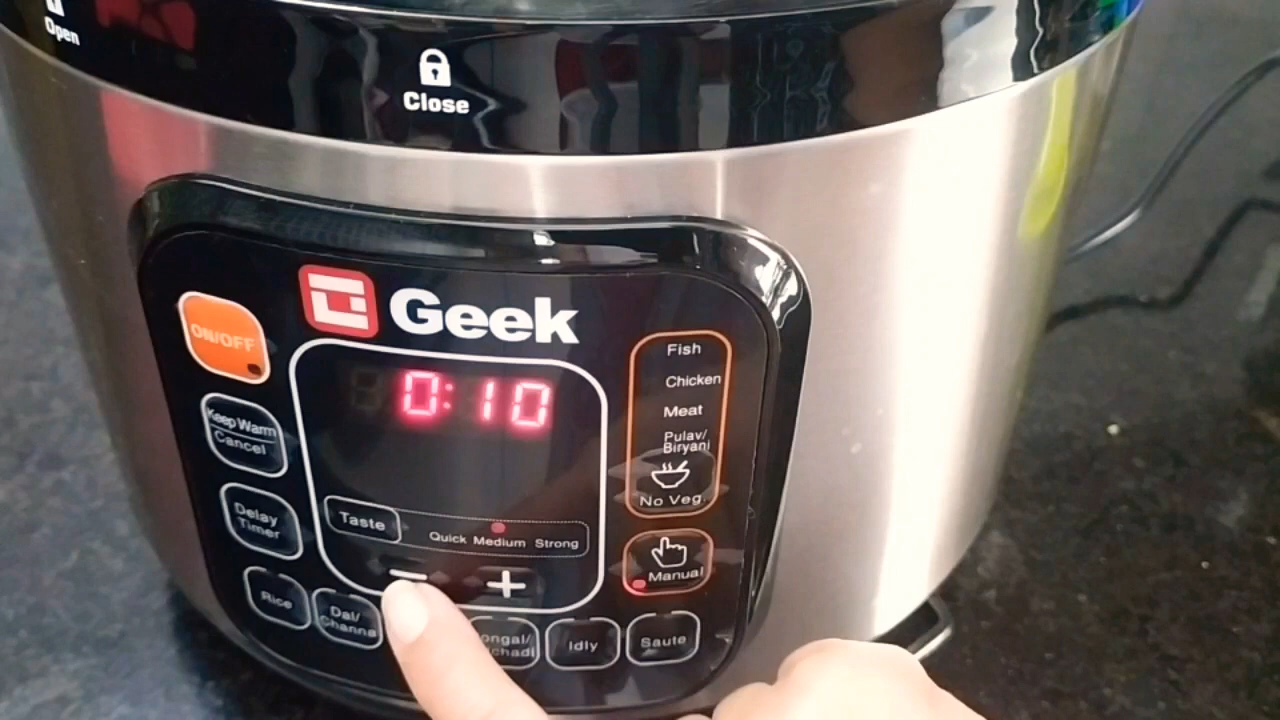 Open
Close
Geek
ON/OFF
0:10
Keep Warm
Cancel
Delay
Timer
Taste
Quick Medium Strong
Fish
Chicken
Meat
Pulav/
Biryani
No Veg.
Manual
− +
Rice
Dal/
Channa
Idly
Saute